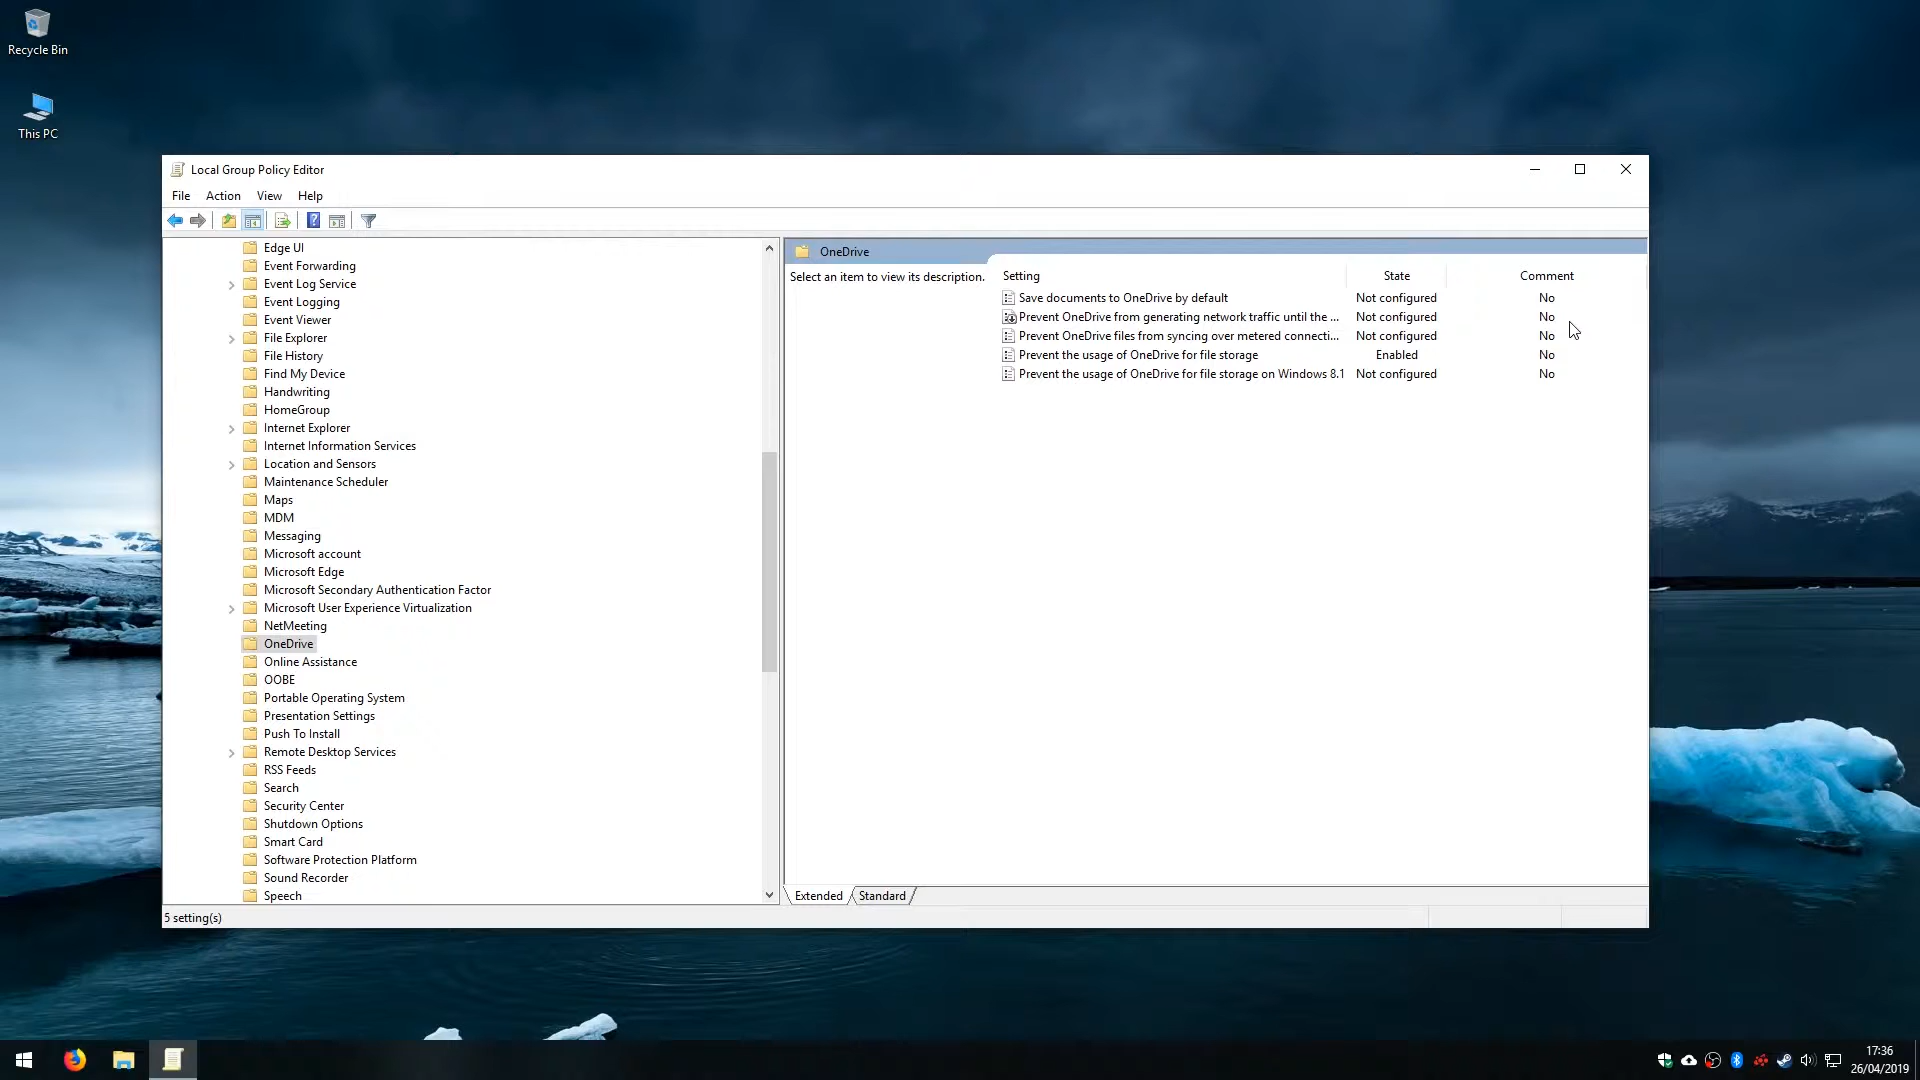 Recycle Bin
This PC
Local Group Policy Editor
File Action View Help
Edge UI
Event Forwarding
Event Log Service
Event Logging
Event Viewer
File Explorer
File History
Find My Device
Handwriting
HomeGroup
Internet Explorer
Internet Information Services
Location and Sensors
Maintenance Scheduler
Maps
MDM
Messaging
Microsoft account
Microsoft Edge
Microsoft Secondary Authentication Factor
Microsoft User Experience Virtualization
NetMeeting
OneDrive
Online Assistance
OOBE
Portable Operating System
Presentation Settings
Push To Install
Remote Desktop Services
RSS Feeds
Search
Security Center
Shutdown Options
Smart Card
Software Protection Platform
Sound Recorder
Speech
OneDrive
Select an item to view its description.
Setting State Comment
Save documents to OneDrive by default Not configured No
Prevent OneDrive from generating network traffic until the ... Not configured No
Prevent OneDrive files from syncing over metered connecti... Not configured No
Prevent the usage of OneDrive for file storage Enabled No
Prevent the usage of OneDrive for file storage on Windows 8.1 Not configured No
Extended Standard
5 setting(s)
17:36
26/04/2019